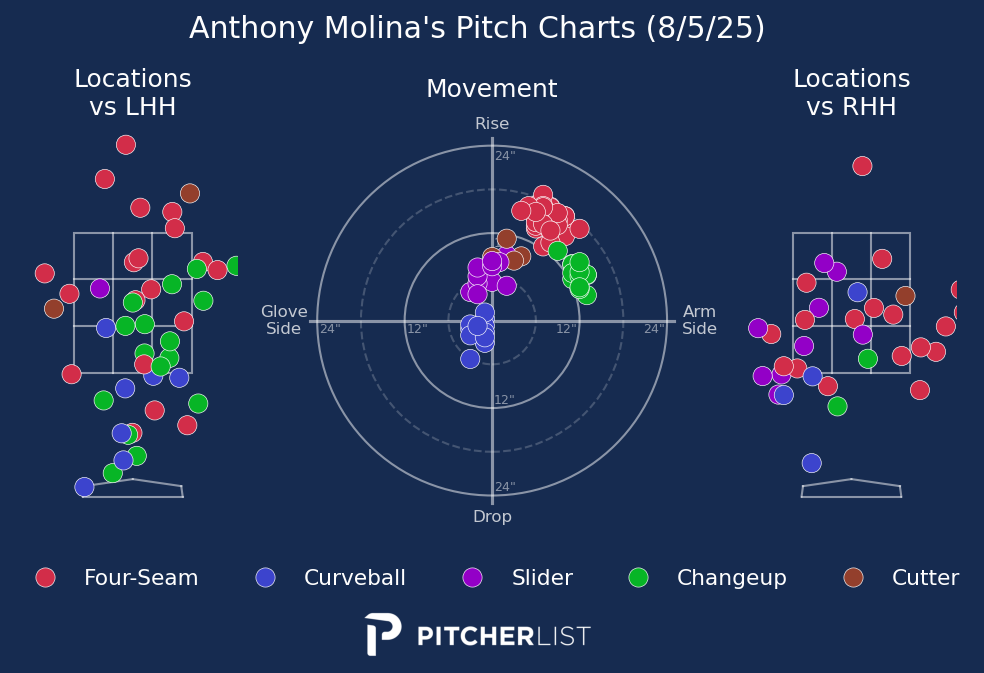 Anthony Molina's Pitch Charts (8/5/25)
Locations
vs LHH
Movement
Locations
vs RHH
Rise
24"
Glove
Side
24"
12"
12"
24"
Arm
Side
12"
24"
Drop
Four-Seam
Curveball
Slider
Changeup
Cutter
PITCHERLIST